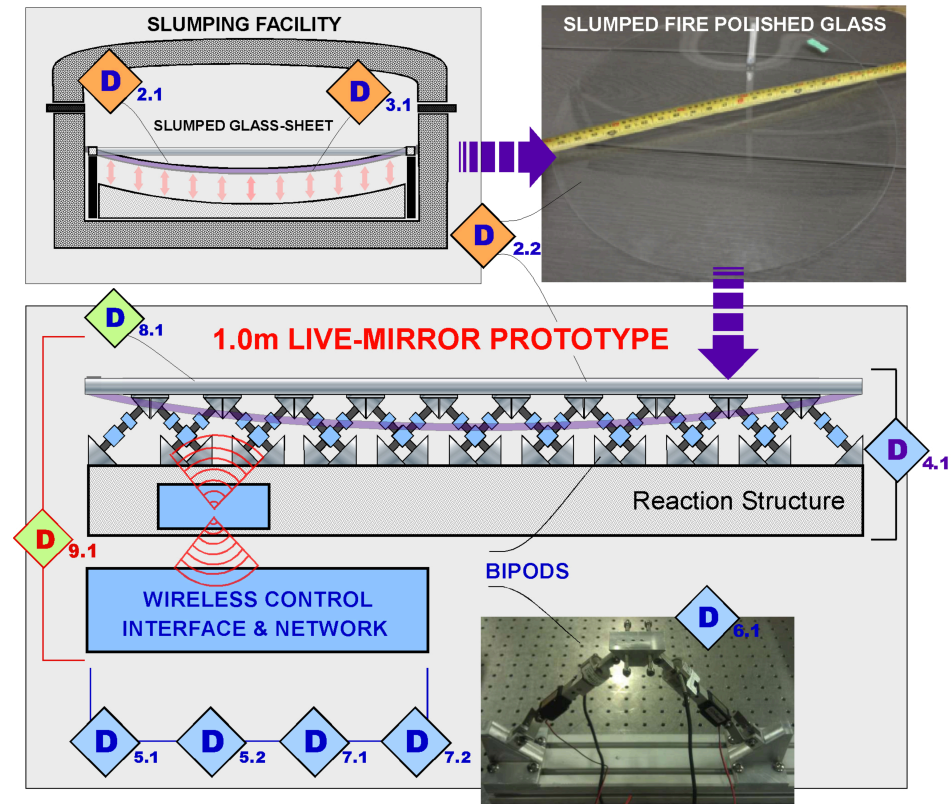 SLUMPING FACILITY
D
2.1
D
3.1
SLUMPED GLASS-SHEET
SLUMPED FIRE POLISHED GLASS
D
2.2
D
8.1
1.0m LIVE-MIRROR PROTOTYPE
D
4.1
Reaction Structure
D
9.1
BIPODS
WIRELESS CONTROL
INTERFACE & NETWORK
D
6.1
D
5.1
D
5.2
D
7.1
D
7.2